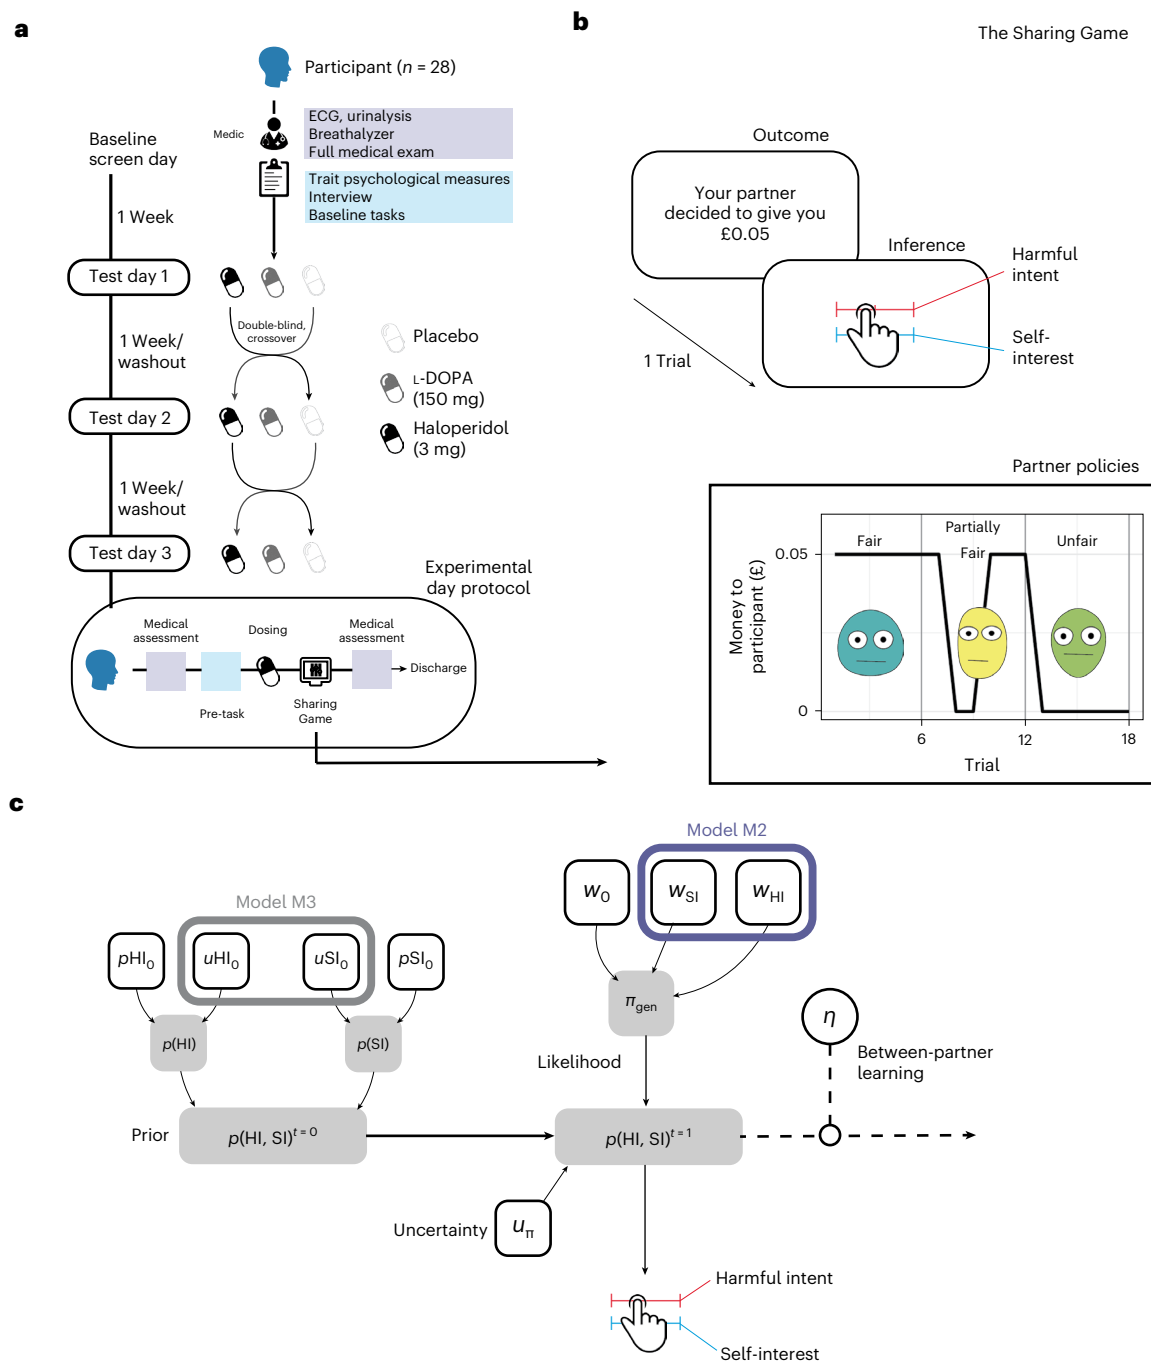 a
Participant (n = 28)
Medic
ECG, urinalysis
Breathalyzer
Full medical exam
Trait psychological measures
Interview
Baseline tasks
Baseline
screen day
1 Week
Test day 1
Double-blind,
crossover
1 Week/
washout
Test day 2
1 Week/
washout
Test day 3
Placebo
L-DOPA
(150 mg)
Haloperidol
(3 mg)
Experimental
day protocol
Medical
assessment
Dosing
Medical
assessment
Discharge
Pre-task
Sharing
Game
b
The Sharing Game
Outcome
Your partner
decided to give you
£0.05
Inference
Harmful
intent
Self-
interest
1 Trial
Partner policies
Money to
participant (£)
0.05
0
Fair
Partially
Fair
Unfair
6
12
18
Trial
c
Model M3
pHI0
uHI0
uSI0
pSI0
p(HI)
p(SI)
Prior
p(HI, SI)t = 0
Model M2
w0
wSI
wHI
πgen
Likelihood
p(HI, SI)t = 1
η
Between-partner
learning
Uncertainty
uπ
Harmful intent
Self-interest